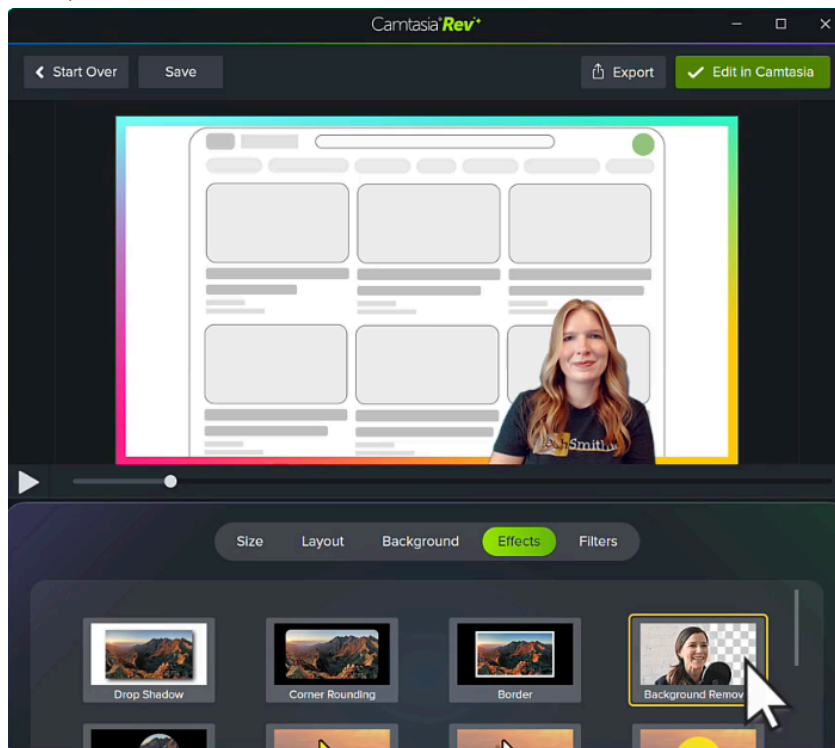 Camtasia®Rev
Start Over
Save
Export
Edit in Camtasia
Smith
Size
Layout
Background
Effects
Filters
Drop Shadow
Corner Rounding
Border
Background Remov